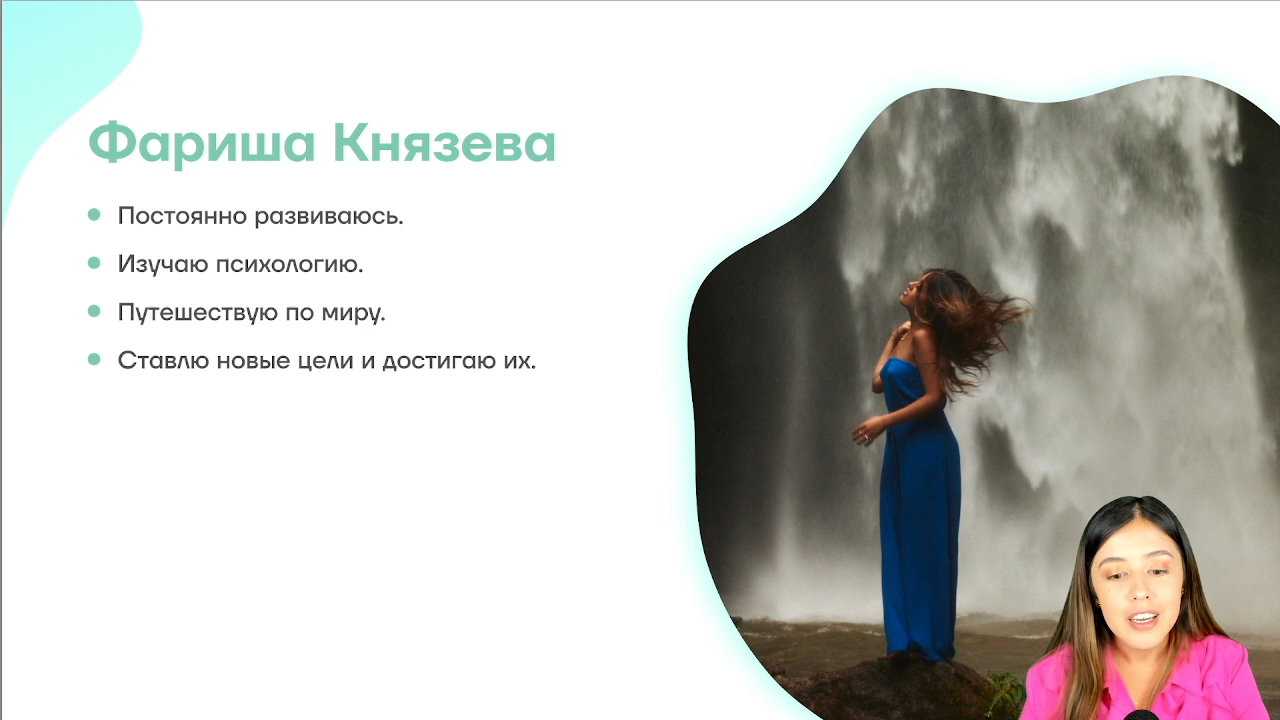 Фариша Князева
Постоянно развиваюсь.
Изучаю психологию.
Путешествую по миру.
Ставлю новые цели и достигаю их.